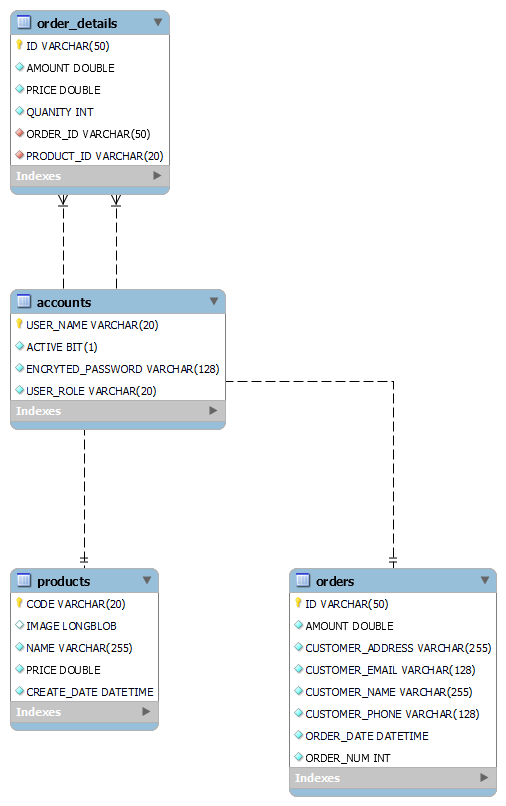 order_details
ID VARCHAR(50)
AMOUNT DOUBLE
PRICE DOUBLE
QUANITY INT
ORDER_ID VARCHAR(50)
PRODUCT_ID VARCHAR(20)
Indexes
accounts
USER_NAME VARCHAR(20)
ACTIVE BIT(1)
ENCRYTED_PASSWORD VARCHAR(128)
USER_ROLE VARCHAR(20)
Indexes
products
CODE VARCHAR(20)
IMAGE LONGBLOB
NAME VARCHAR(255)
PRICE DOUBLE
CREATE_DATE DATETIME
Indexes
orders
ID VARCHAR(50)
AMOUNT DOUBLE
CUSTOMER_ADDRESS VARCHAR(255)
CUSTOMER_EMAIL VARCHAR(128)
CUSTOMER_NAME VARCHAR(255)
CUSTOMER_PHONE VARCHAR(128)
ORDER_DATE DATETIME
ORDER_NUM INT
Indexes